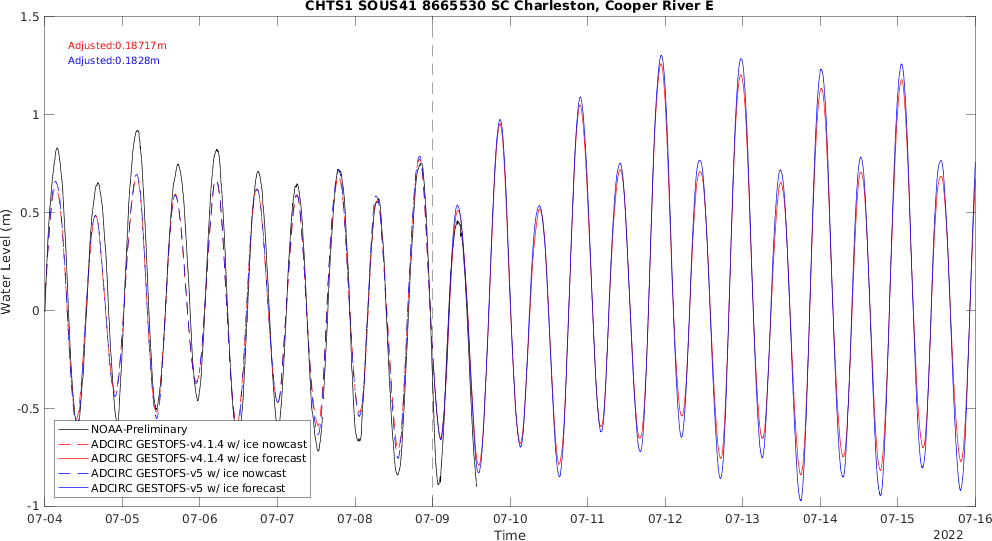 CHTS1 SOUS41 8665530 SC Charleston, Cooper River E
Adjusted:0.18717m
Adjusted:0.1828m
Water Level (m)
1.5
1
0.5
0
-0.5
-1
NOAA-Preliminary
ADCIRC GESTOFS-v4.1.4 w/ ice nowcast
ADCIRC GESTOFS-v4.1.4 w/ ice forecast
ADCIRC GESTOFS-v5 w/ ice nowcast
ADCIRC GESTOFS-v5 w/ ice forecast
07-04 07-05 07-06 07-07 07-08 07-09 07-10 07-11 07-12 07-13 07-14 07-15 07-16
Time
2022